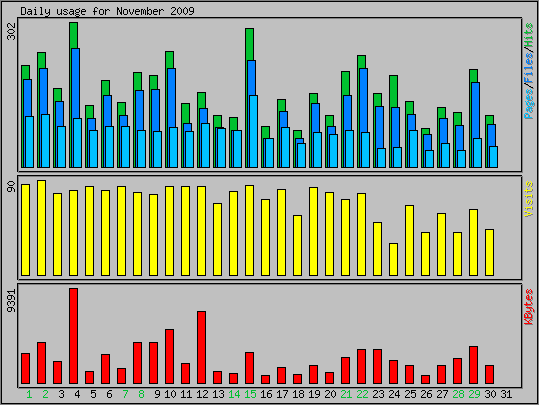 Daily usage for November 2009
302
Pages/Files/Hits
90
Visits
9391
KBytes
1 2 3 4 5 6 7 8 9 10 11 12 13 14 15 16 17 18 19 20 21 22 23 24 25 26 27 28 29 30 31